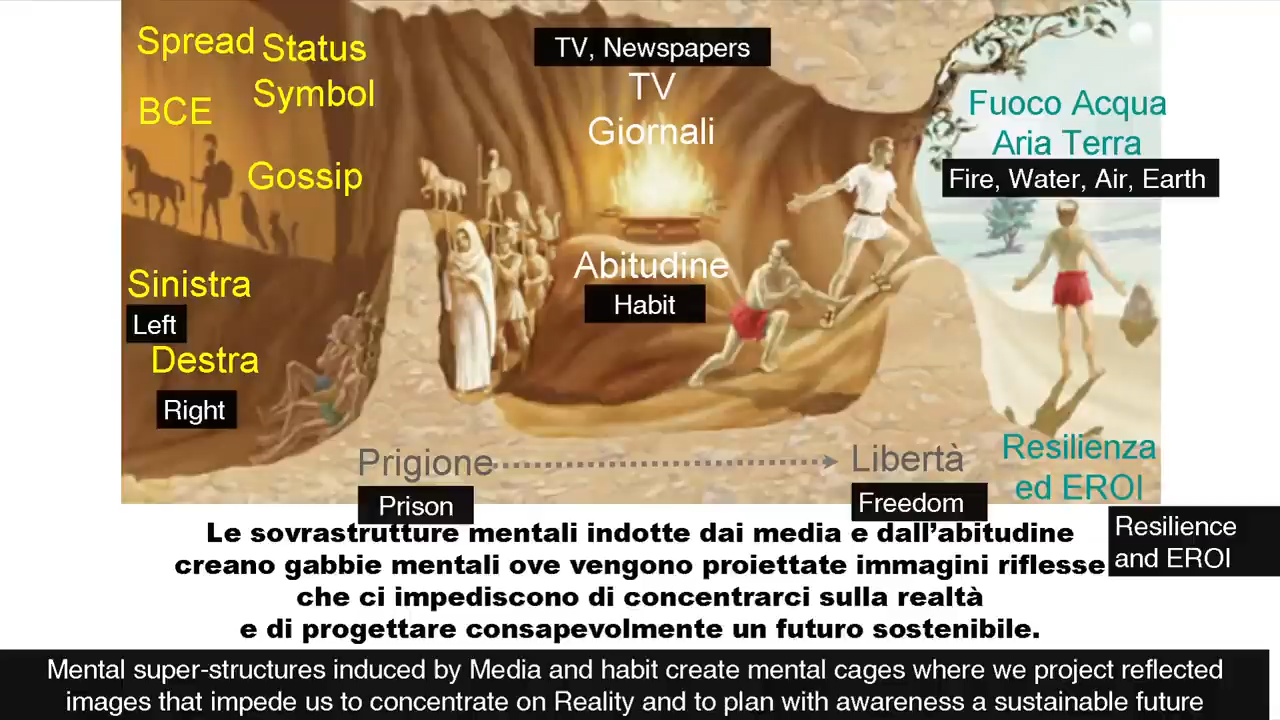 Spread Status
Symbol
BCE
Gossip
TV, Newspapers
TV
Giornali
Fuoco Acqua
Aria Terra
Fire, Water, Air, Earth
Sinistra
Left
Destra
Right
Abitudine
Habit
Prigione
Prison
Libertà
Freedom
Resilienza
ed EROI
Resilience
and EROI
Le sovrastrutture mentali indotte dai media e dall’abitudine
creano gabbie mentali ove vengono proiettate immagini riflesse
che ci impediscono di concentrarci sulla realtà
e di progettare consapevolmente un futuro sostenibile.
Mental super-structures induced by Media and habit create mental cages where we project reflected
images that impede us to concentrate on Reality and to plan with awareness a sustainable future